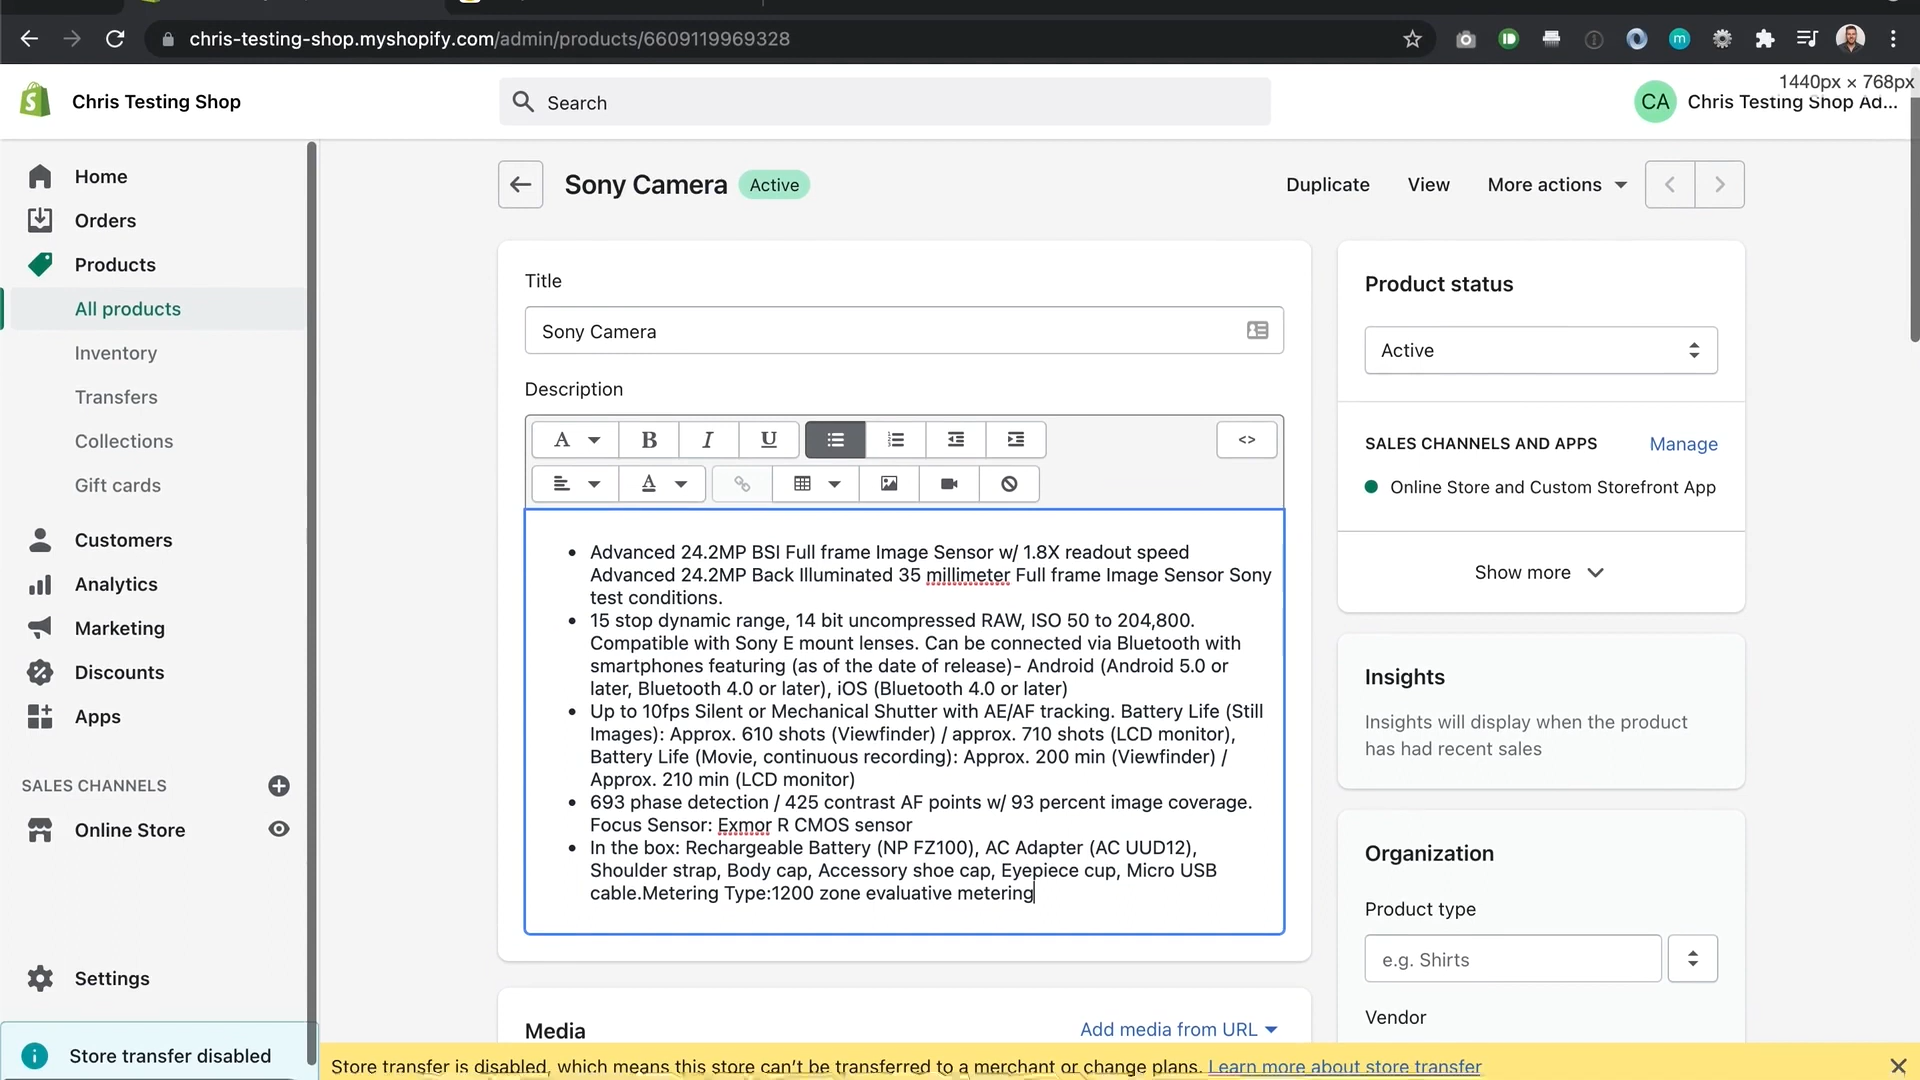 chris-testing-shop.myshopify.com/admin/products/6609119969328
1440px × 768px
Chris Testing Shop
Search
CA
Chris Testing Shop Ad...
Home
Orders
Products
All products
Inventory
Transfers
Collections
Gift cards
Customers
Analytics
Marketing
Discounts
Apps
SALES CHANNELS
Online Store
Settings
Store transfer disabled
Sony Camera
Active
Duplicate
View
More actions
Title
Sony Camera
Description
A
B
I
U
<>
A
• Advanced 24.2MP BSI Full frame Image Sensor w/ 1.8X readout speed
Advanced 24.2MP Back Illuminated 35 millimeter Full frame Image Sensor Sony
test conditions.
• 15 stop dynamic range, 14 bit uncompressed RAW, ISO 50 to 204,800.
Compatible with Sony E mount lenses. Can be connected via Bluetooth with
smartphones featuring (as of the date of release)- Android (Android 5.0 or
later, Bluetooth 4.0 or later), iOS (Bluetooth 4.0 or later)
• Up to 10fps Silent or Mechanical Shutter with AE/AF tracking. Battery Life (Still
Images): Approx. 610 shots (Viewfinder) / approx. 710 shots (LCD monitor),
Battery Life (Movie, continuous recording): Approx. 200 min (Viewfinder) /
Approx. 210 min (LCD monitor)
• 693 phase detection / 425 contrast AF points w/ 93 percent image coverage.
Focus Sensor: Exmor R CMOS sensor
• In the box: Rechargeable Battery (NP FZ100), AC Adapter (AC UUD12),
Shoulder strap, Body cap, Accessory shoe cap, Eyepiece cup, Micro USB
cable.Metering Type:1200 zone evaluative metering
Media
Add media from URL
Product status
Active
SALES CHANNELS AND APPS
Manage
Online Store and Custom Storefront App
Show more
Insights
Insights will display when the product
has had recent sales
Organization
Product type
e.g. Shirts
Vendor
Store transfer is disabled, which means this store can't be transferred to a merchant or change plans. Learn more about store transfer